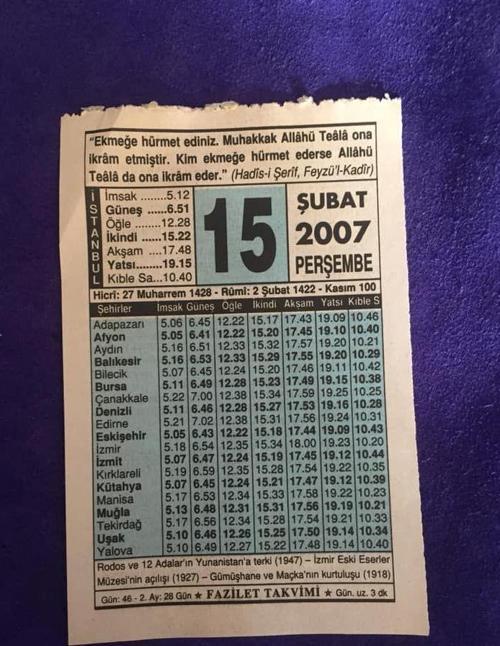 “Ekmeğe hürmet ediniz. Muhakkak Allâhü Teâlâ ona
ikrâm etmiştir. Kim ekmeğe hürmet ederse Allâhü
Teâlâ da ona ikrâm eder.” (Hadîs-i Şerîf, Feyzü'l-Kadîr)
İSTANBUL
İmsak ........5.12
Güneş ......6.51
Öğle ........12.28
İkindi ......15.22
Akşam ....17.48
Yatsı........19.15
Kıble Sa...10.40
15
ŞUBAT
2007
PERŞEMBE
Hicrî: 27 Muharrem 1428 - Rûmî: 2 Şubat 1422 - Kasım 100
Şehirler İmsak Güneş Öğle İkindi Akşam Yatsı Kıble S
Adapazarı 5.06 6.45 12.22 15.17 17.43 19.09 10.46
Afyon 5.05 6.41 12.22 15.20 17.45 19.10 10.40
Aydın 5.16 6.51 12.33 15.32 17.57 19.20 10.21
Balıkesir 5.16 6.53 12.33 15.29 17.55 19.20 10.29
Bilecik 5.07 6.45 12.24 15.20 17.46 19.11 10.42
Bursa 5.11 6.49 12.28 15.23 17.49 19.15 10.38
Çanakkale 5.22 7.00 12.38 15.34 17.59 19.25 10.25
Denizli 5.11 6.46 12.28 15.27 17.53 19.16 10.28
Edirne 5.21 7.02 12.38 15.31 17.56 19.24 10.31
Eskişehir 5.05 6.43 12.22 15.18 17.44 19.09 10.43
İzmir 5.18 6.54 12.35 15.34 18.00 19.23 10.20
İzmit 5.07 6.47 12.24 15.19 17.45 19.12 10.44
Kırklareli 5.19 6.59 12.35 15.28 17.54 19.22 10.35
Kütahya 5.07 6.45 12.24 15.21 17.47 19.12 10.39
Manisa 5.17 6.53 12.34 15.33 17.58 19.22 10.23
Muğla 5.13 6.48 12.31 15.31 17.56 19.19 10.21
Tekirdağ 5.17 6.56 12.34 15.28 17.54 19.21 10.33
Uşak 5.10 6.46 12.26 15.25 17.50 19.14 10.34
Yalova 5.10 6.49 12.27 15.22 17.48 19.14 10.40
Rodos ve 12 Adalar'ın Yunanistan'a terki (1947) – İzmir Eski Eserler
Müzesi'nin açılışı (1927) – Gümüşhane ve Maçka'nın kurtuluşu (1918)
Gün: 46 - 2. Ay: 28 Gün ★ FAZİLET TAKVİMİ ★ Gün. uz. 3 dk